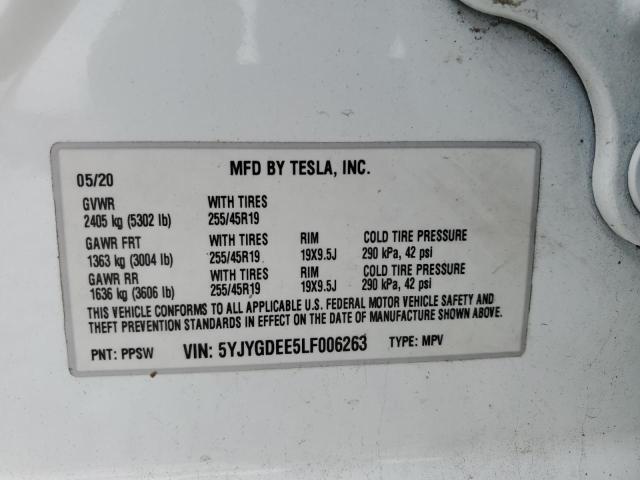 MFD BY TESLA, INC.
05/20
GVWR WITH TIRES
2405 kg (5302 lb) 255/45R19
GAWR FRT WITH TIRES RIM COLD TIRE PRESSURE
1363 kg (3004 lb) 255/45R19 19X9.5J 290 kPa, 42 psi
GAWR RR WITH TIRES RIM COLD TIRE PRESSURE
1636 kg (3606 lb) 255/45R19 19X9.5J 290 kPa, 42 psi
THIS VEHICLE CONFORMS TO ALL APPLICABLE U.S. FEDERAL MOTOR VEHICLE SAFETY AND
THEFT PREVENTION STANDARDS IN EFFECT ON THE DATE OF MANUFACTURE SHOWN ABOVE.
PNT: PPSW VIN: 5YJYGDEE5LF006263 TYPE: MPV